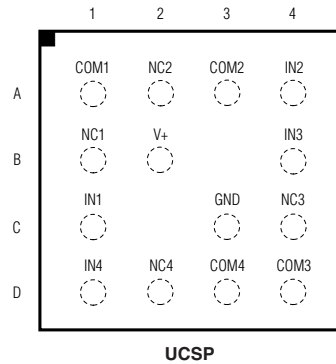 1 2 3 4
COM1 NC2 COM2 IN2
A
NC1 V+ IN3
B
IN1 GND NC3
C
IN4 NC4 COM4 COM3
D
UCSP